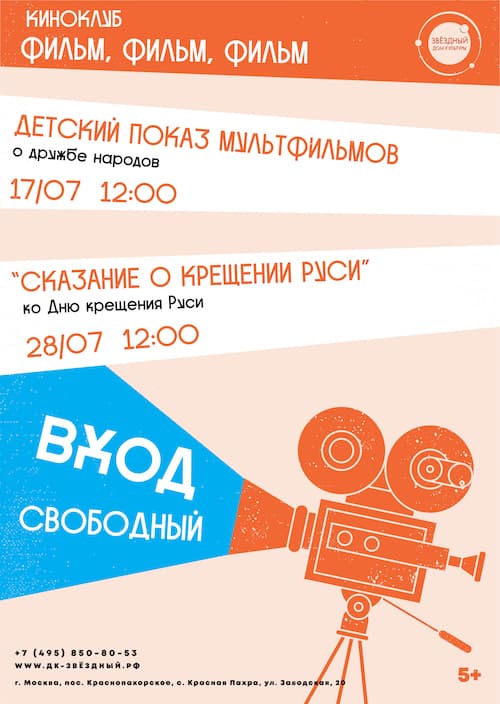 КИНОКЛУБ
ФИЛЬМ, ФИЛЬМ, ФИЛЬМ
ЗВЁЗДНЫЙ
ДОМ КУЛЬТУРЫ
ДЕТСКИЙ ПОКАЗ МУЛЬТФИЛЬМОВ
о дружбе народов
17/07 12:00
"СКАЗАНИЕ О КРЕЩЕНИИ РУСИ"
ко Дню крещения Руси
28/07 12:00
ВХОД
СВОБОДНЫЙ
+7 (495) 850-80-53
WWW.ДК-ЗВЁЗДНЫЙ.РФ
г. Москва, пос. Краснопахорское, с. Красная Пахра, ул. Заводская, 20
5+